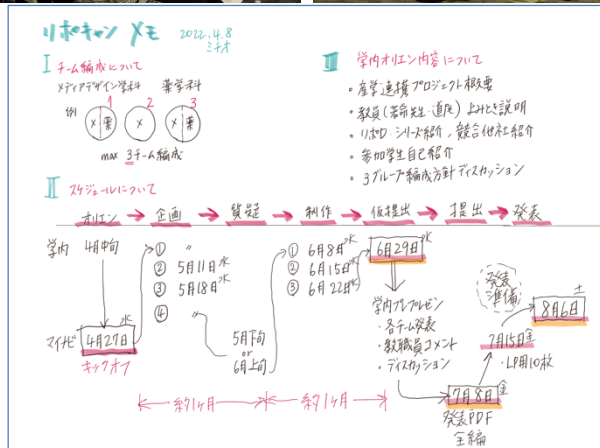 リポキャン メモ 2022.4.8
ミチオ
I チーム編成について
メディアデザイン学科 薬学科
例 1 2 3
メ 薬 メ メ 薬
max 3チーム編成
III 学内オリエン内容について
・産学連携プロジェクト概要
・教員(若命先生・道庭)よみとき説明
・リポD シリーズ紹介, 競合他社紹介
・参加学生自己紹介
・3グループ編成方針ディスカッション
II スケジュールについて
オリエン → 企画 → 質疑 → 制作 → 仮提出 → 提出 → 発表
学内 4月中旬
マイナビ 4月27日 水
キックオフ
① 〃
② 5月11日 水
③ 5月18日 水
④ 〃
5月下旬
or
6月上旬
① 6月8日 水
② 6月15日 水
③ 6月22日 水
6月29日 水
学内プレプレゼン
・各チーム発表
・教職員コメント
・ディスカッション
7月8日 金
発表PDF
全編
発表
準備
7月15日 金
・LP用10枚
8月6日 土
約1ヶ月 約1ヶ月